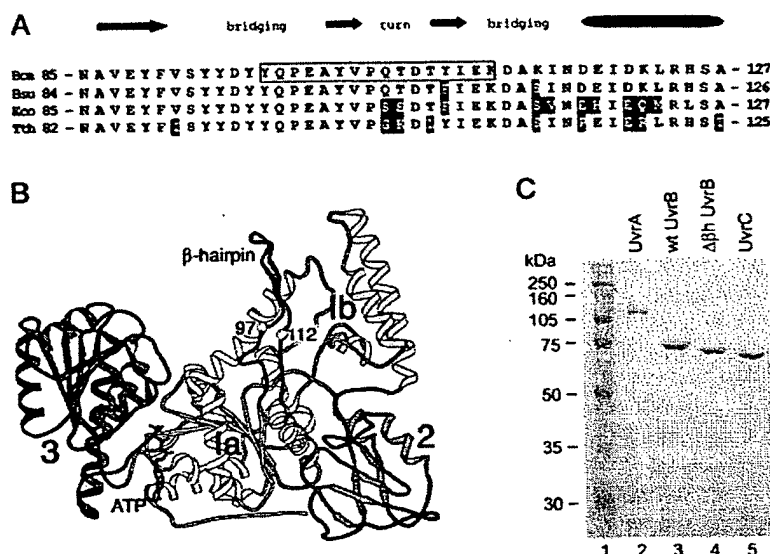 A
bridging turn bridging
Bca 85 - N A V E Y F V S Y Y D Y Y Q P E A Y V P Q T D T Y I E K D A K I N D E I D K L R H S A - 127
Bsu 84 - N A V E Y F V S Y Y D Y Y Q P E A Y V P Q T D T I E K D A I N D E I D K L R H S A - 126
Eco 85 - N A V E Y F V S Y Y D Y Y Q P E A Y V P S S D T I E K D A S N E I E R L S A - 127
Tth 82 - N A V E Y F S Y Y D Y Y Q P E A Y V P D Y I E K D A I N E I L R H S - 125
B
β-hairpin
1b
97
112
3
1a
2
ATP
C
UvrA
wt UvrB
Δβh UvrB
UvrC
kDa
250
160
105
75
50
35
30
1 2 3 4 5